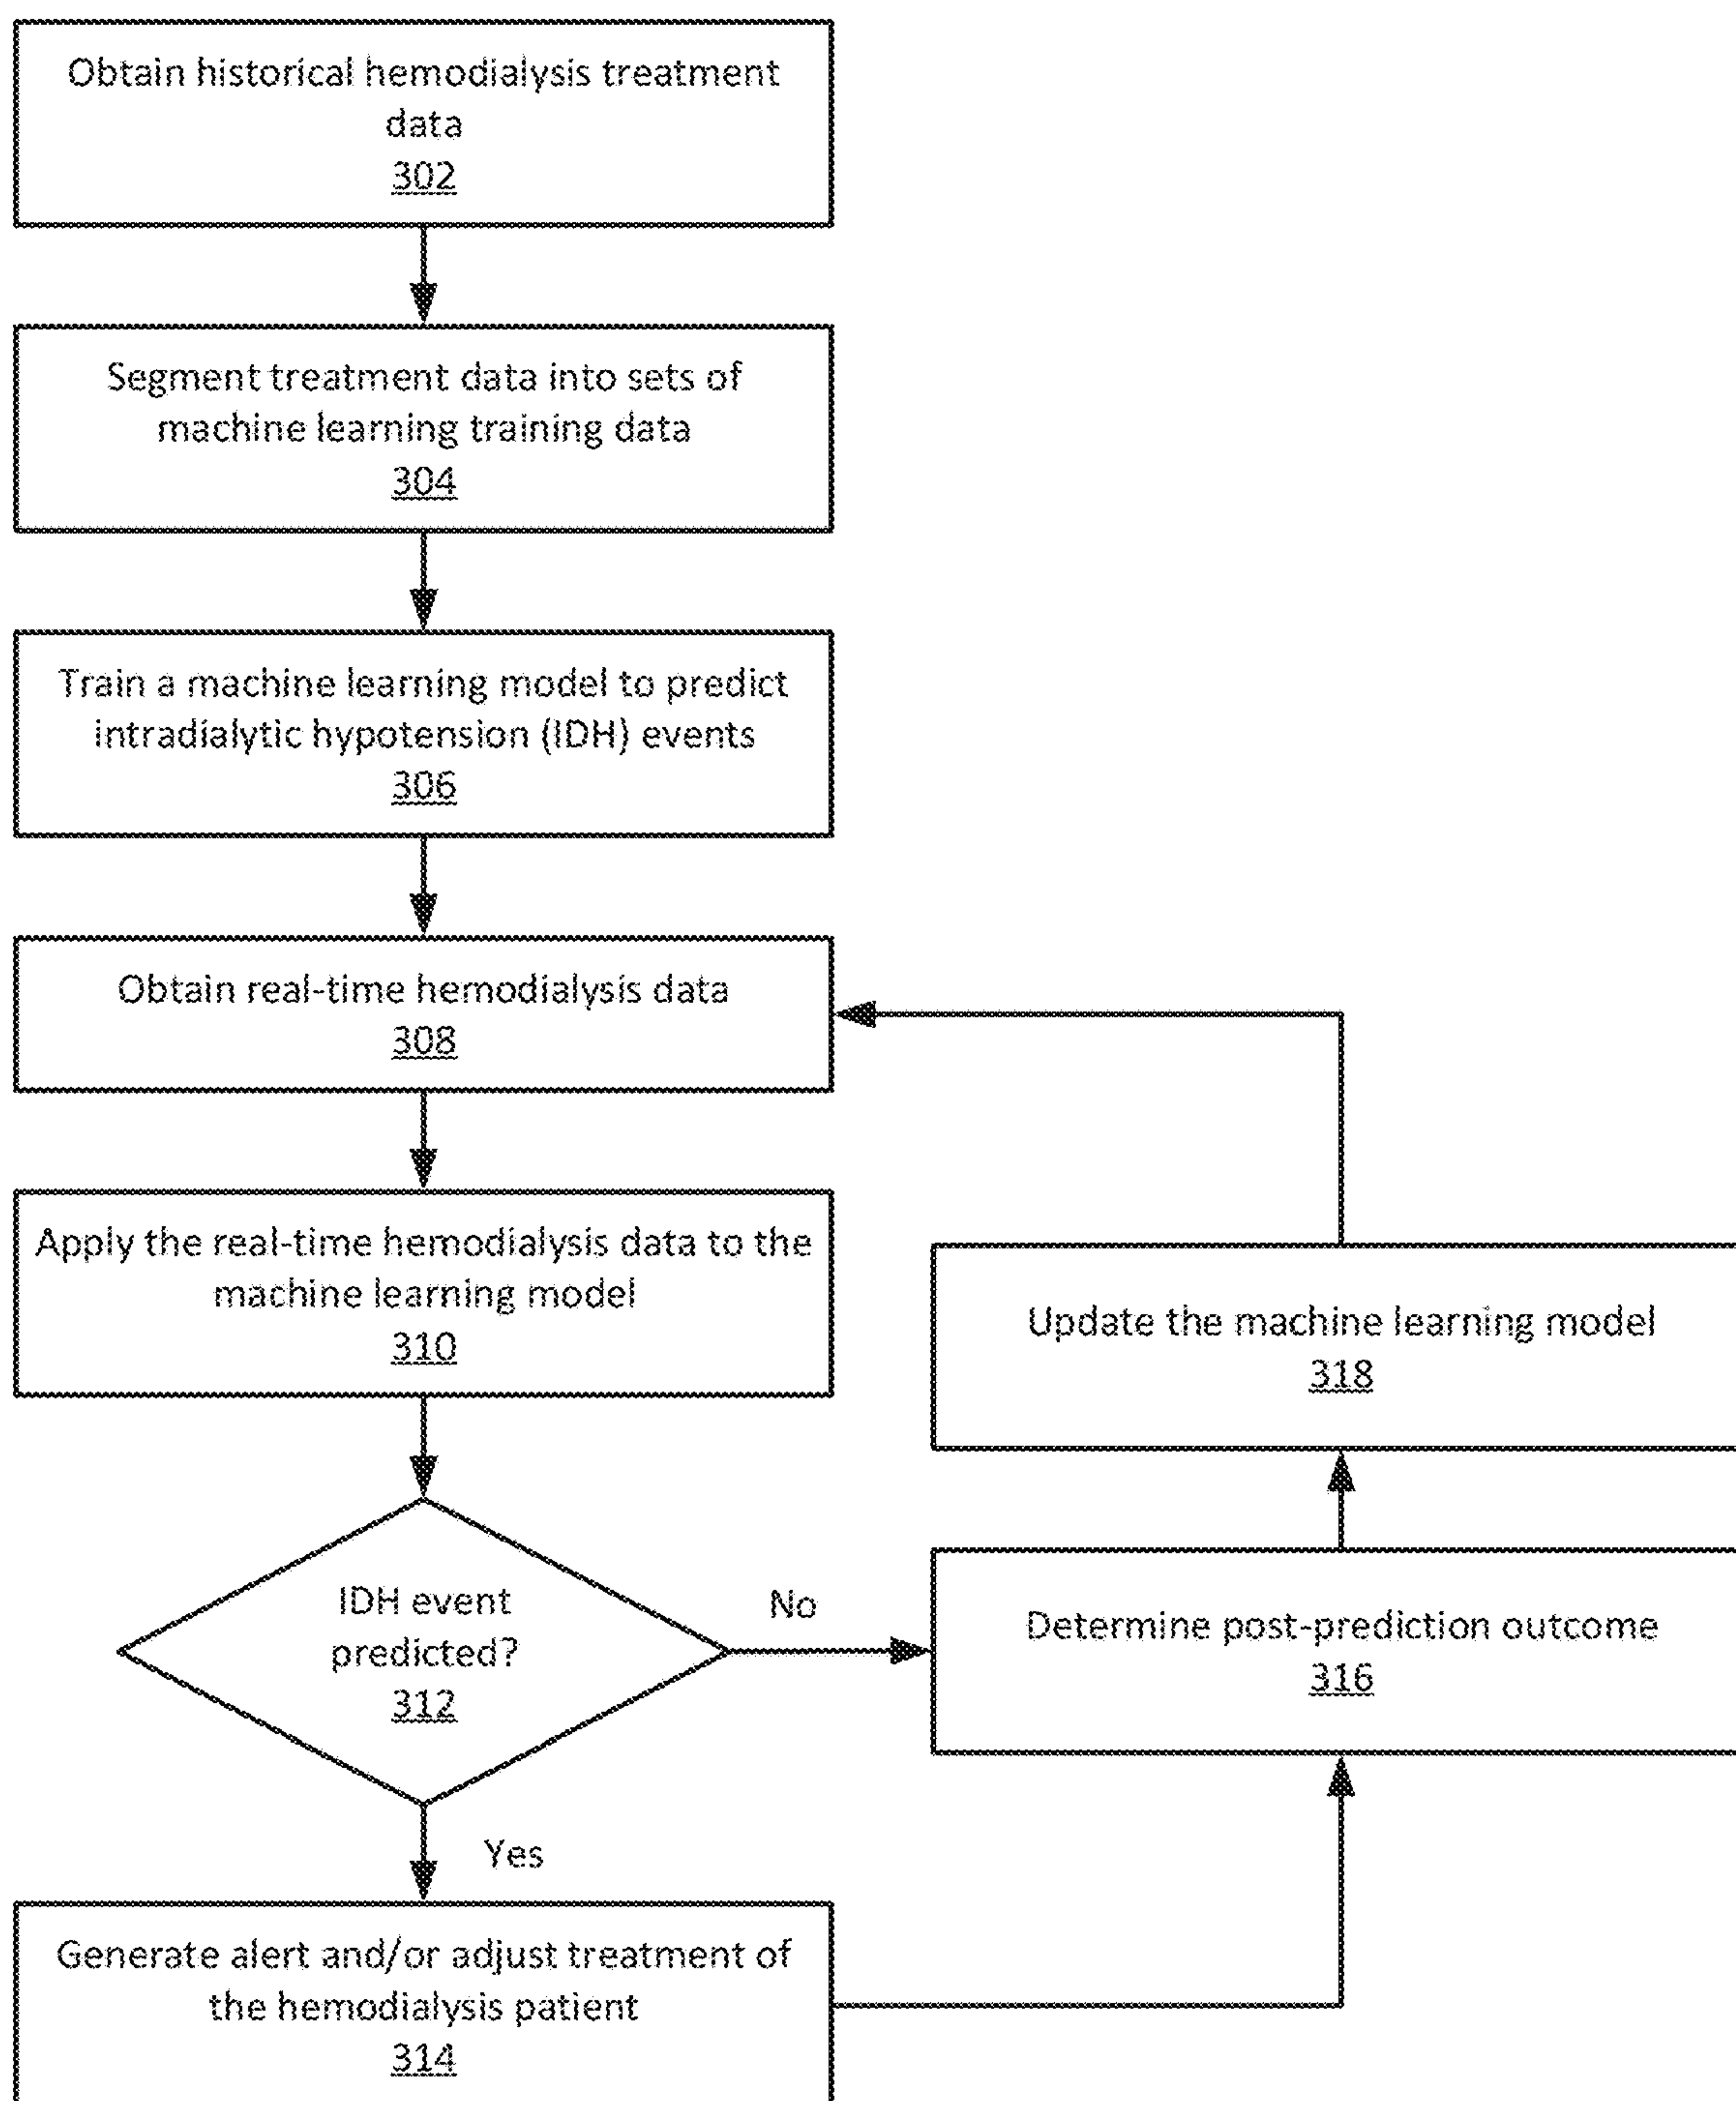 Obtain historical hemodialysis treatment
data
302
Segment treatment data into sets of
machine learning training data
304
Train a machine learning model to predict
intradialytic hypotension (IDH) events
306
Obtain real-time hemodialysis data
308
Apply the real-time hemodialysis data to the
machine learning model
310
Update the machine learning model
318
IDH event
predicted?
312
No
Determine post-prediction outcome
316
Yes
Generate alert and/or adjust treatment of
the hemodialysis patient
314